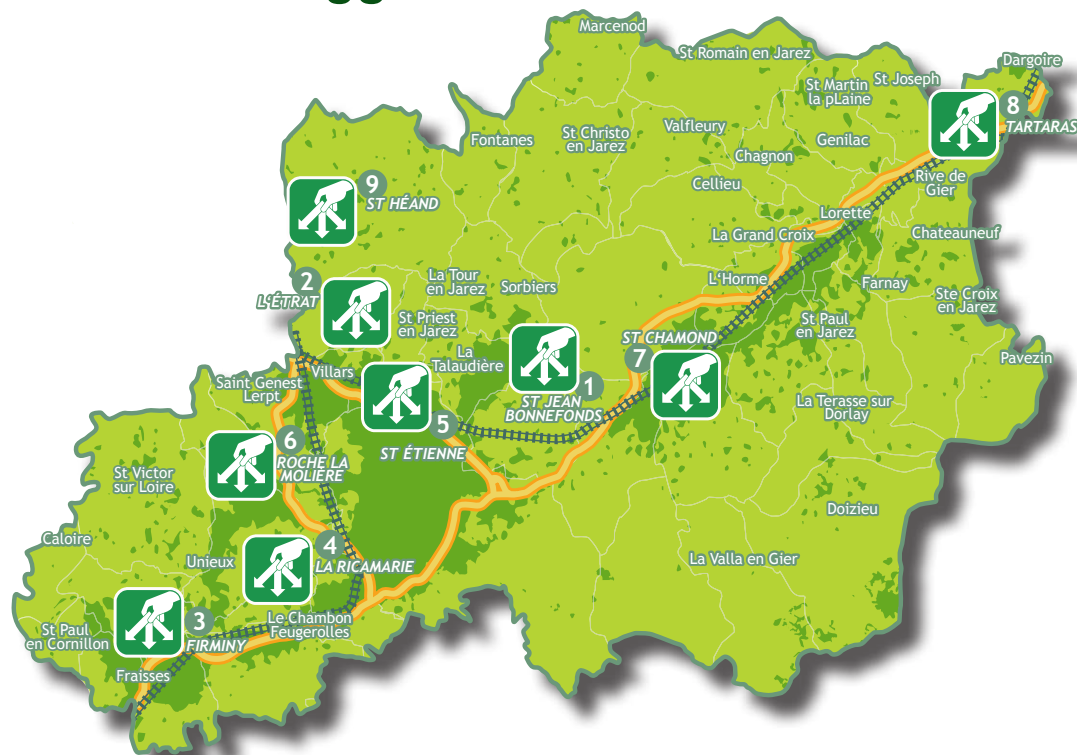 gg
Marcenod
St Romain en Jarez
Dargoire
St Martin
la pLaine
St Joseph
8
TARTARAS
Fontanes
St Christo
en Jarez
Valfleury
Genilac
Chagnon
Cellieu
Rive de
Gier
9
ST HÉAND
Lorette
La Grand Croix
Chateauneuf
2
L'ÉTRAT
La Tour
en Jarez
Sorbiers
L'Horme
Farnay
Ste Croix
en Jarez
St Priest
en Jarez
St Paul
en Jarez
ST CHAMOND
7
La
Talaudière
Villars
Saint Genest
Lerpt
1
ST JEAN
BONNEFONDS
Pavezin
La Terasse sur
Dorlay
5
ST ÉTIENNE
6
ROCHE LA
MOLIÈRE
St Victor
sur Loire
Doizieu
Caloire
4
LA RICAMARIE
Unieux
La Valla en Gier
3
FIRMINY
Le Chambon
Feugerolles
St Paul
en Cornillon
Fraisses